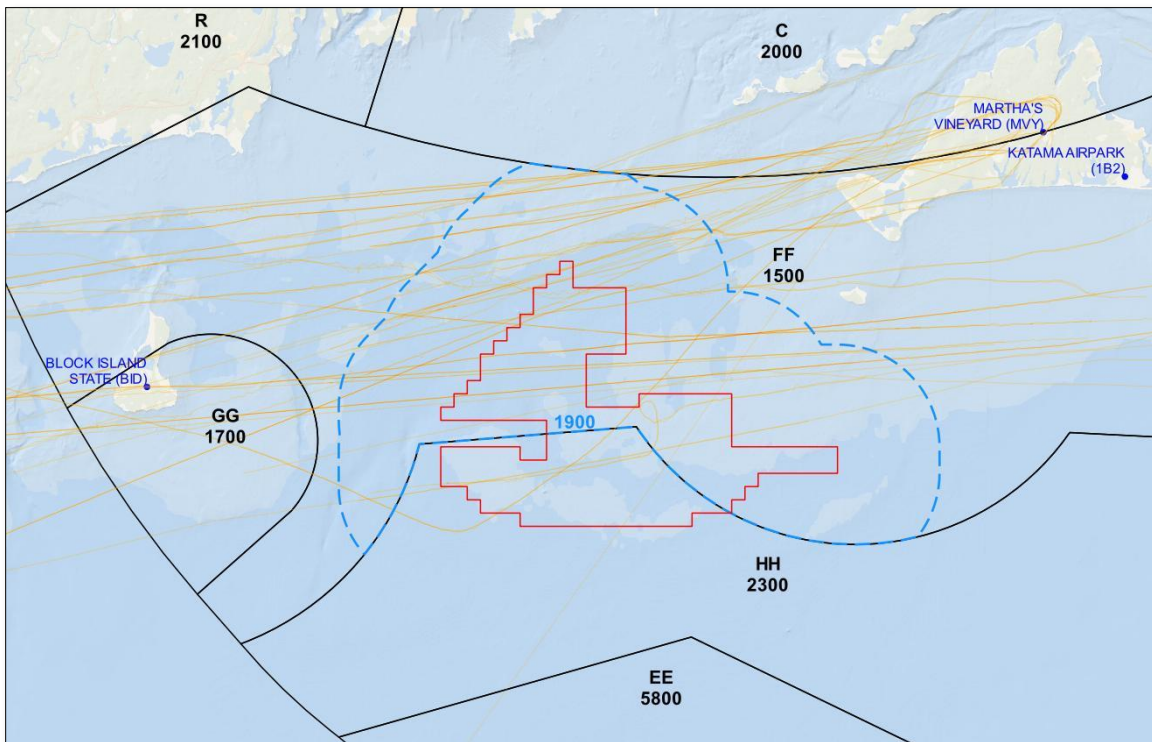 R
2100
C
2000
MARTHA'S
VINEYARD (MVY)
KATAMA AIRPARK
(1B2)
FF
1500
BLOCK ISLAND
STATE (BID)
GG
1700
1900
HH
2300
EE
5800